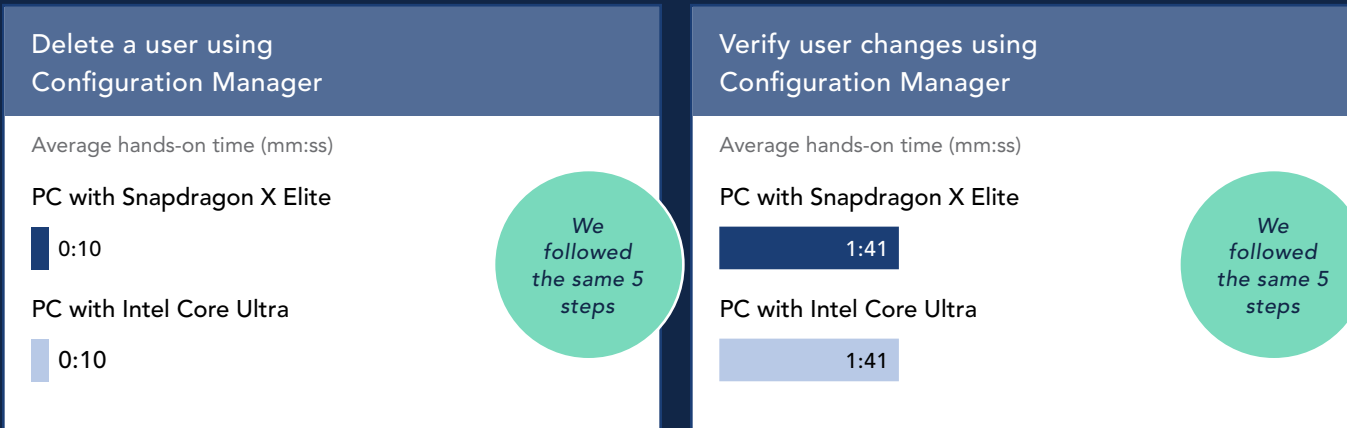 Delete a user using
Configuration Manager
Average hands-on time (mm:ss)
PC with Snapdragon X Elite
0:10
PC with Intel Core Ultra
0:10
We
followed
the same 5
steps
Verify user changes using
Configuration Manager
Average hands-on time (mm:ss)
PC with Snapdragon X Elite
1:41
PC with Intel Core Ultra
1:41
We
followed
the same 5
steps